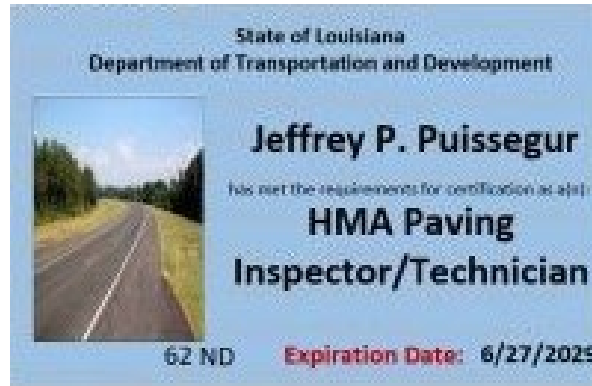 State of Louisiana
Department of Transportation and Development
Jeffrey P. Puissegur
has met the requirements for certification as a(n):
HMA Paving
Inspector/Technician
62 ND Expiration Date: 6/27/2029